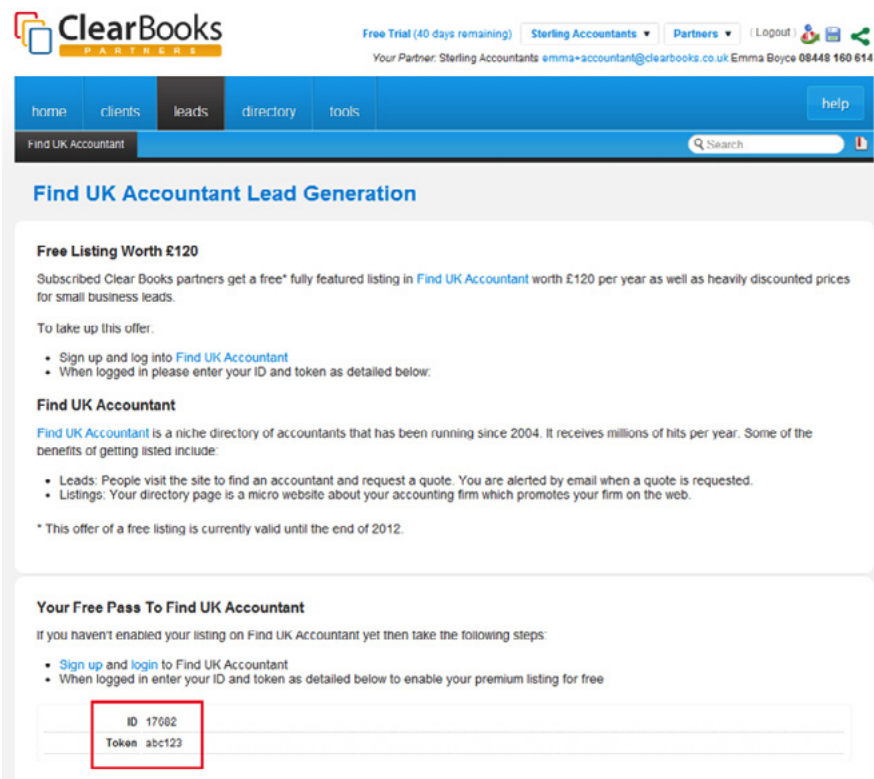 ClearBooks
PARTNERS
Free Trial (40 days remaining) Sterling Accountants ▼ Partners ▼ (Logout)
Your Partner: Sterling Accountants emma+accountant@clearbooks.co.uk Emma Boyce 08448 160 614
home clients leads directory tools help
Find UK Accountant Search
Find UK Accountant Lead Generation
Free Listing Worth £120
Subscribed Clear Books partners get a free* fully featured listing in Find UK Accountant worth £120 per year as well as heavily discounted prices
for small business leads.
To take up this offer:
• Sign up and log into Find UK Accountant
• When logged in please enter your ID and token as detailed below:
Find UK Accountant
Find UK Accountant is a niche directory of accountants that has been running since 2004. It receives millions of hits per year. Some of the
benefits of getting listed include:
• Leads: People visit the site to find an accountant and request a quote. You are alerted by email when a quote is requested.
• Listings: Your directory page is a micro website about your accounting firm which promotes your firm on the web.
* This offer of a free listing is currently valid until the end of 2012.
Your Free Pass To Find UK Accountant
If you haven't enabled your listing on Find UK Accountant yet then take the following steps:
• Sign up and login to Find UK Accountant
• When logged in enter your ID and token as detailed below to enable your premium listing for free
ID 17682
Token abc123